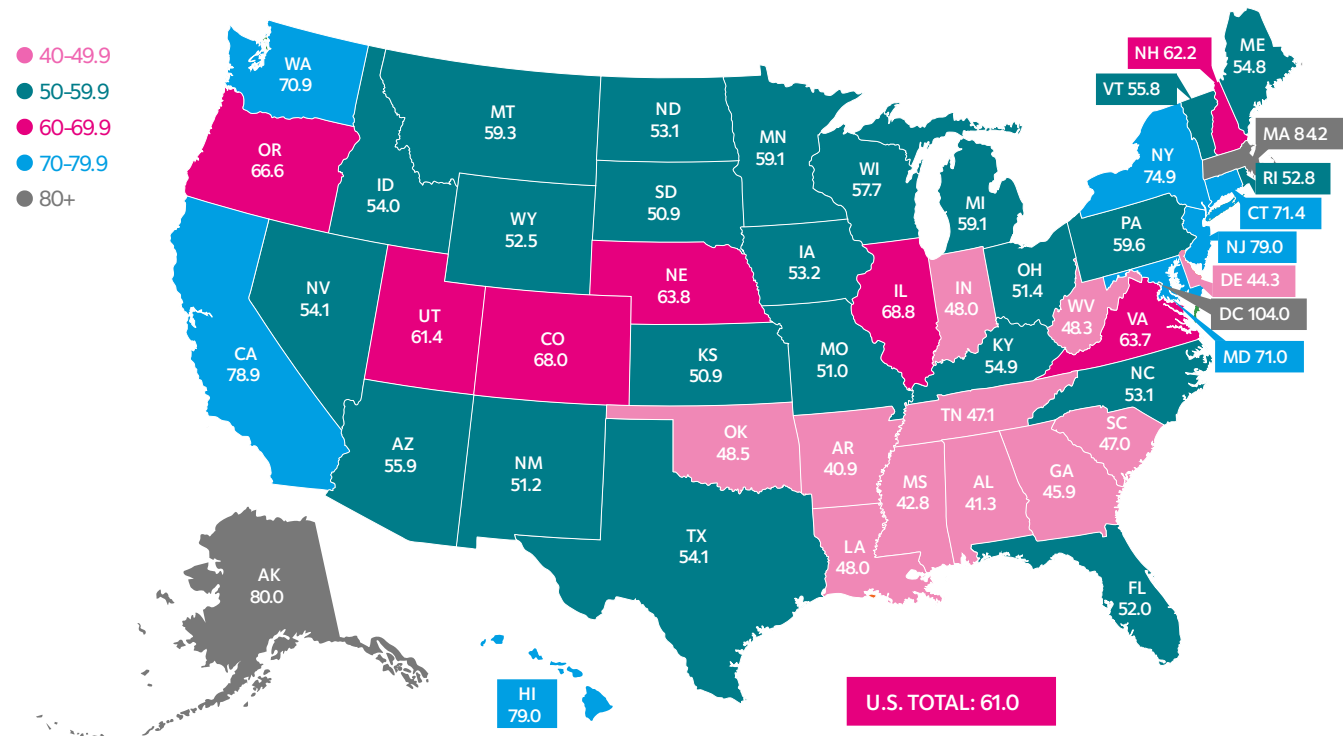 40-49.9
50-59.9
60-69.9
70-79.9
80+
WA
70.9
OR
66.6
CA
78.9
ID
54.0
NV
54.1
MT
59.3
WY
52.5
UT
61.4
CO
68.0
AZ
55.9
NM
51.2
ND
53.1
SD
50.9
NE
63.8
KS
50.9
OK
48.5
TX
54.1
MN
59.1
IA
53.2
MO
51.0
AR
40.9
LA
48.0
WI
57.7
IL
68.8
MI
59.1
IN
48.0
OH
51.4
KY
54.9
TN 47.1
MS
42.8
AL
41.3
GA
45.9
FL
52.0
SC
47.0
NC
53.1
VA
63.7
WV
48.3
PA
59.6
NY
74.9
ME
54.8
NH 62.2
VT 55.8
MA 842
RI 52.8
CT 71.4
NJ 79.0
DE 44.3
DC 104.0
MD 71.0
AK
80.0
HI
79.0
U.S. TOTAL: 61.0